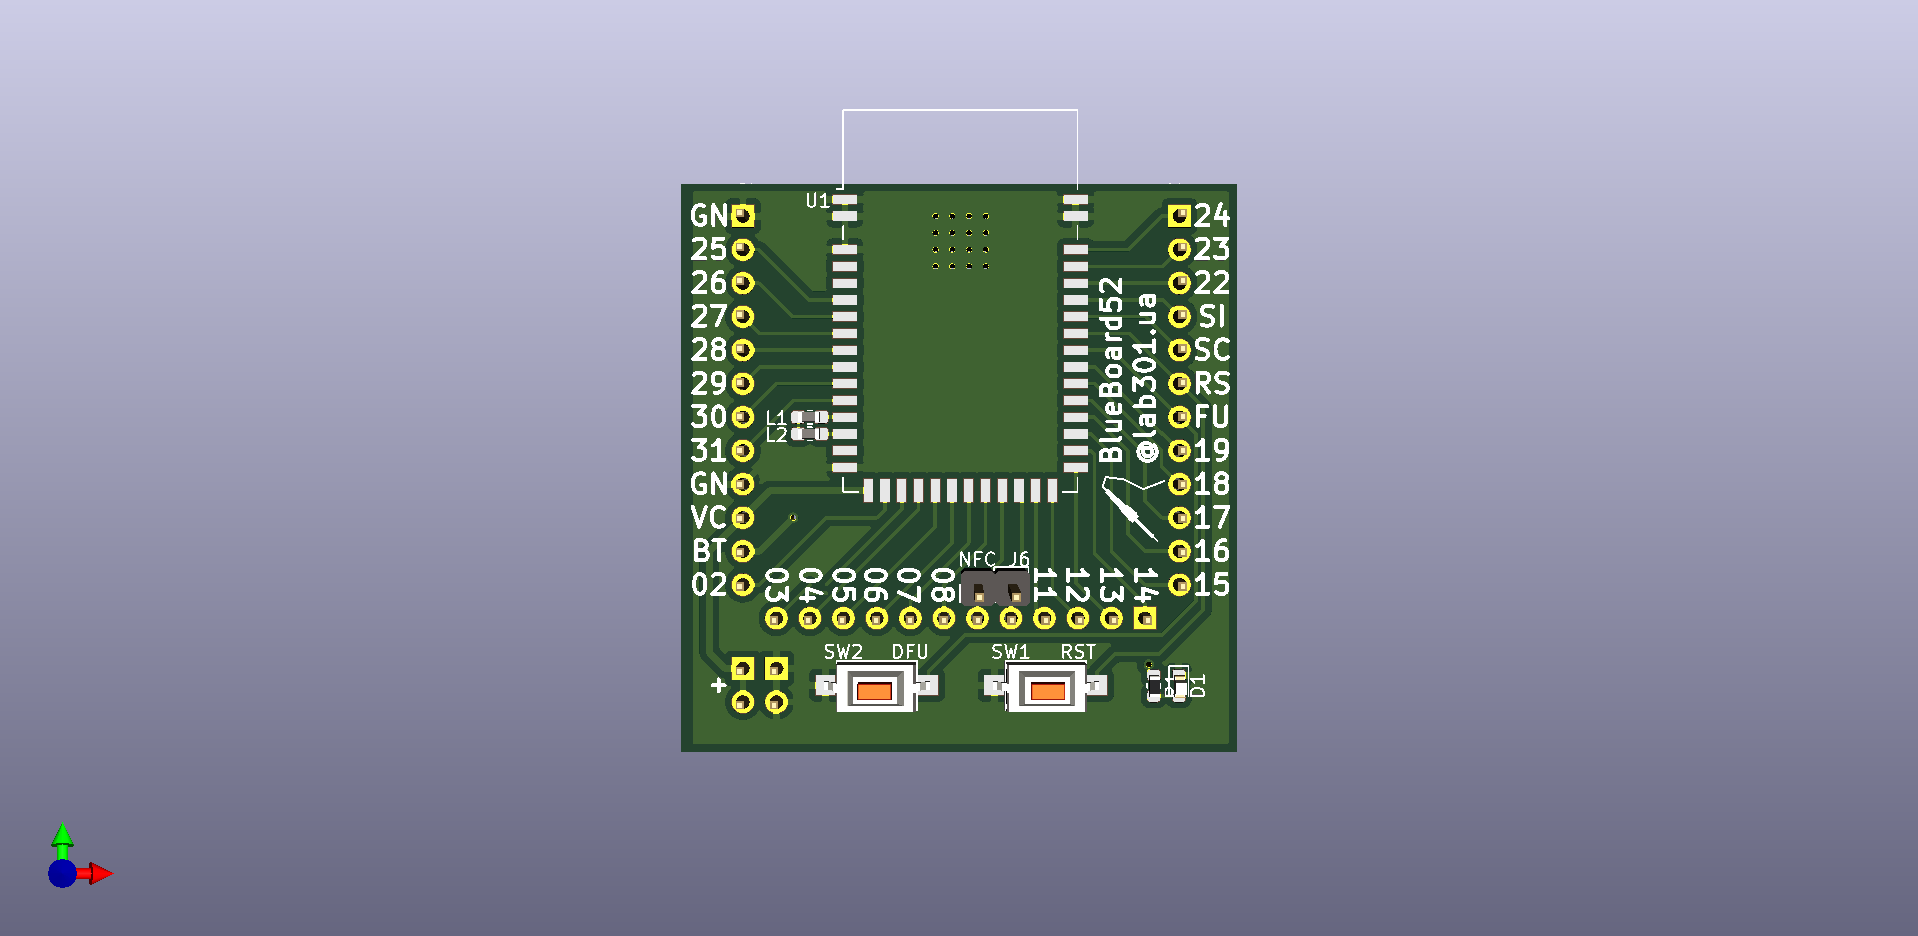 U1
GN
25
26
27
28
29
30
31
GN
VC
BT
02
24
23
22
SI
SC
RS
FU
19
18
17
16
15
L1
L2
BlueBoard52
@lab301.ua
NFC J6
03 04 05 06 07 08 11 12 13 14
SW2 DFU
SW1 RST
+
D1